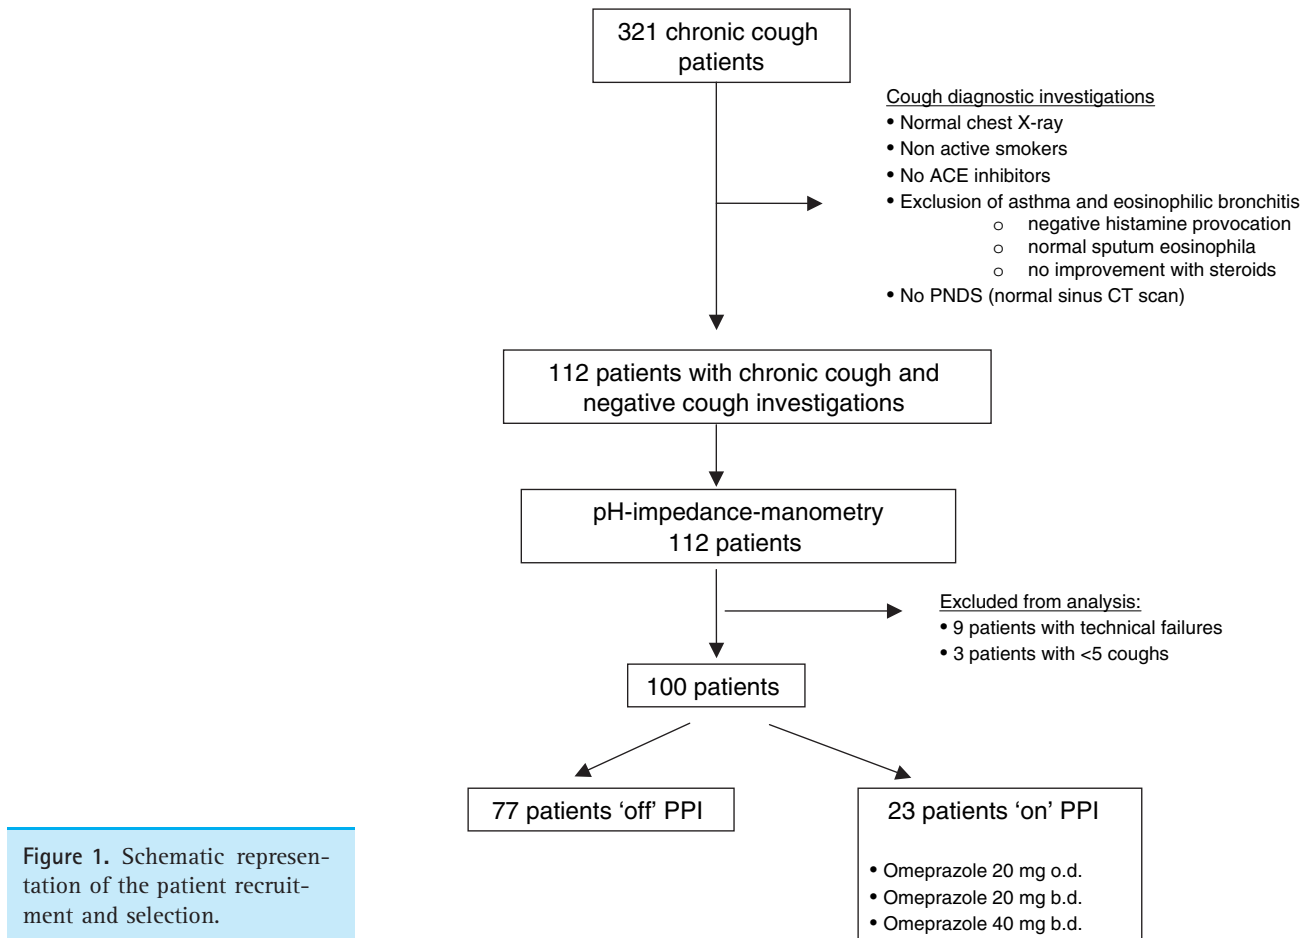 321 chronic cough
patients
Cough diagnostic investigations
• Normal chest X-ray
• Non active smokers
• No ACE inhibitors
• Exclusion of asthma and eosinophilic bronchitis
o negative histamine provocation
o normal sputum eosinophila
o no improvement with steroids
• No PNDS (normal sinus CT scan)
112 patients with chronic cough and
negative cough investigations
pH-impedance-manometry
112 patients
Excluded from analysis:
• 9 patients with technical failures
• 3 patients with <5 coughs
100 patients
77 patients ‘off’ PPI
23 patients ‘on’ PPI
• Omeprazole 20 mg o.d.
• Omeprazole 20 mg b.d.
• Omeprazole 40 mg b.d.
Figure 1. Schematic represen-
tation of the patient recruit-
ment and selection.